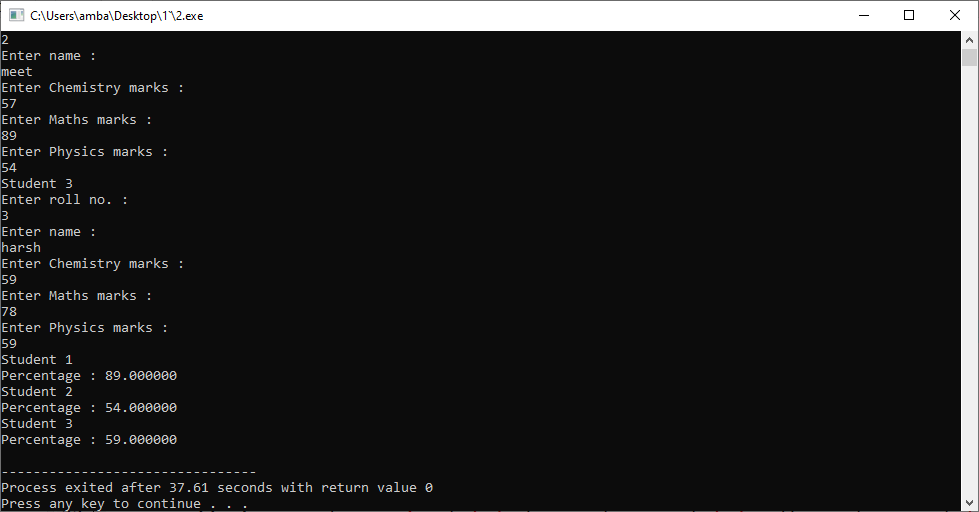 C:\Users\amba\Desktop\1`\2.exe
2
Enter name :
meet
Enter Chemistry marks :
57
Enter Maths marks :
89
Enter Physics marks :
54
Student 3
Enter roll no. :
3
Enter name :
harsh
Enter Chemistry marks :
59
Enter Maths marks :
78
Enter Physics marks :
59
Student 1
Percentage : 89.000000
Student 2
Percentage : 54.000000
Student 3
Percentage : 59.000000
--------------------------------
Process exited after 37.61 seconds with return value 0
Press any key to continue . . .